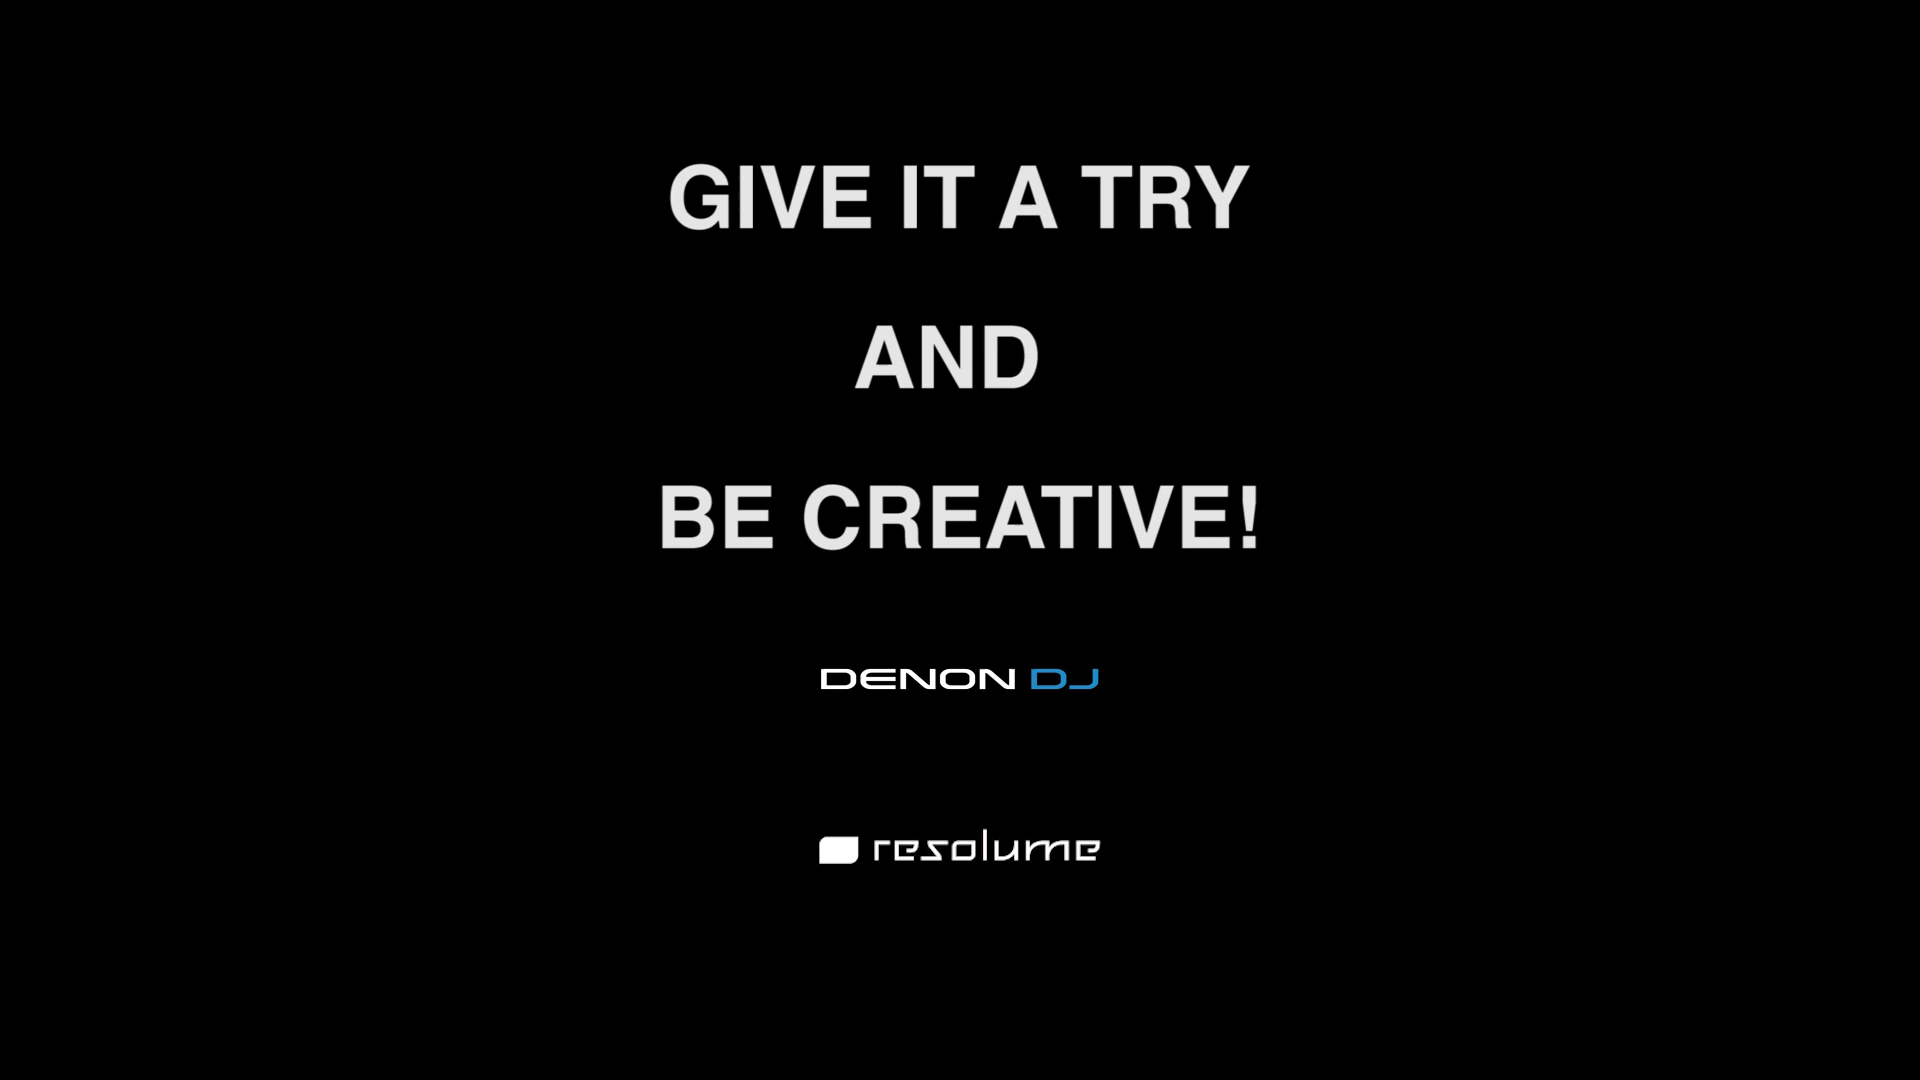 GIVE IT A TRY
AND
BE CREATIVE!
DENON DJ
resolume